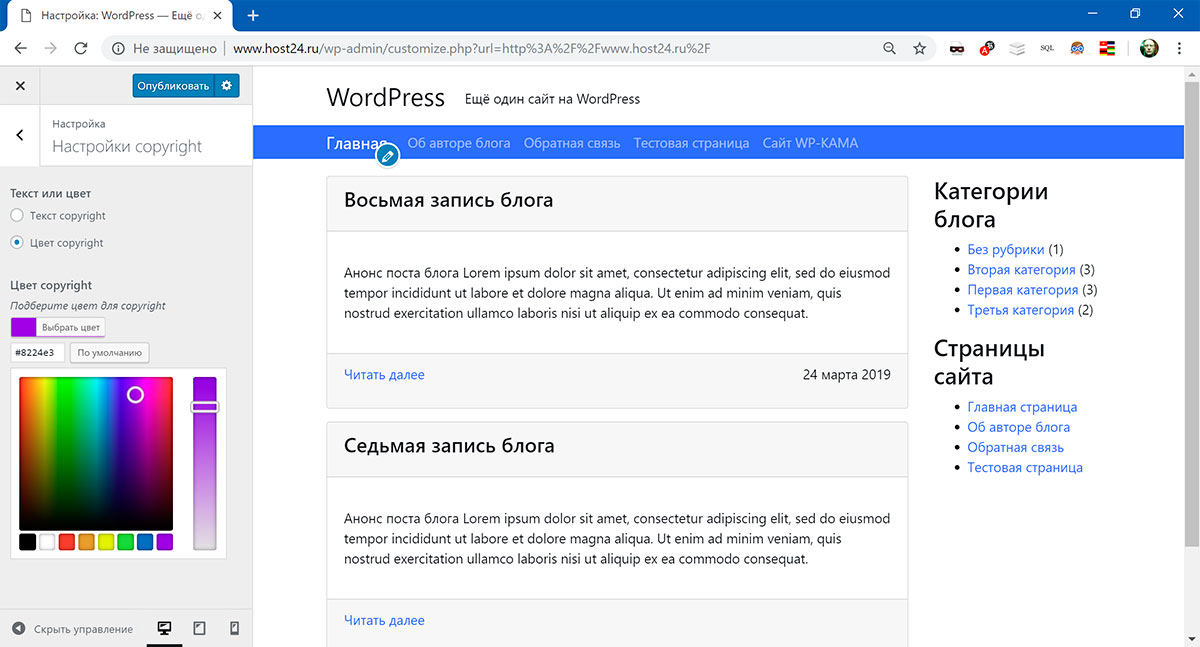 Настройка: WordPress — Ещё о
Не защищено | www.host24.ru/wp-admin/customize.php?url=http%3A%2F%2Fwww.host24.ru%2F
SQL
Опубликовать
Настройка
Настройки copyright
Текст или цвет
Текст copyright
Цвет copyright
Цвет copyright
Подберите цвет для copyright
Выбрать цвет
#8224e3 По умолчанию
Скрыть управление
WordPress Ещё один сайт на WordPress
Главная Об авторе блога Обратная связь Тестовая страница Сайт WP-KAMA
Восьмая запись блога
Анонс поста блога Lorem ipsum dolor sit amet, consectetur adipiscing elit, sed do eiusmod
tempor incididunt ut labore et dolore magna aliqua. Ut enim ad minim veniam, quis
nostrud exercitation ullamco laboris nisi ut aliquip ex ea commodo consequat.
Читать далее 24 марта 2019
Седьмая запись блога
Анонс поста блога Lorem ipsum dolor sit amet, consectetur adipiscing elit, sed do eiusmod
tempor incididunt ut labore et dolore magna aliqua. Ut enim ad minim veniam, quis
nostrud exercitation ullamco laboris nisi ut aliquip ex ea commodo consequat.
Читать далее
Категории
блога
Без рубрики (1)
Вторая категория (3)
Первая категория (3)
Третья категория (2)
Страницы
сайта
Главная страница
Об авторе блога
Обратная связь
Тестовая страница